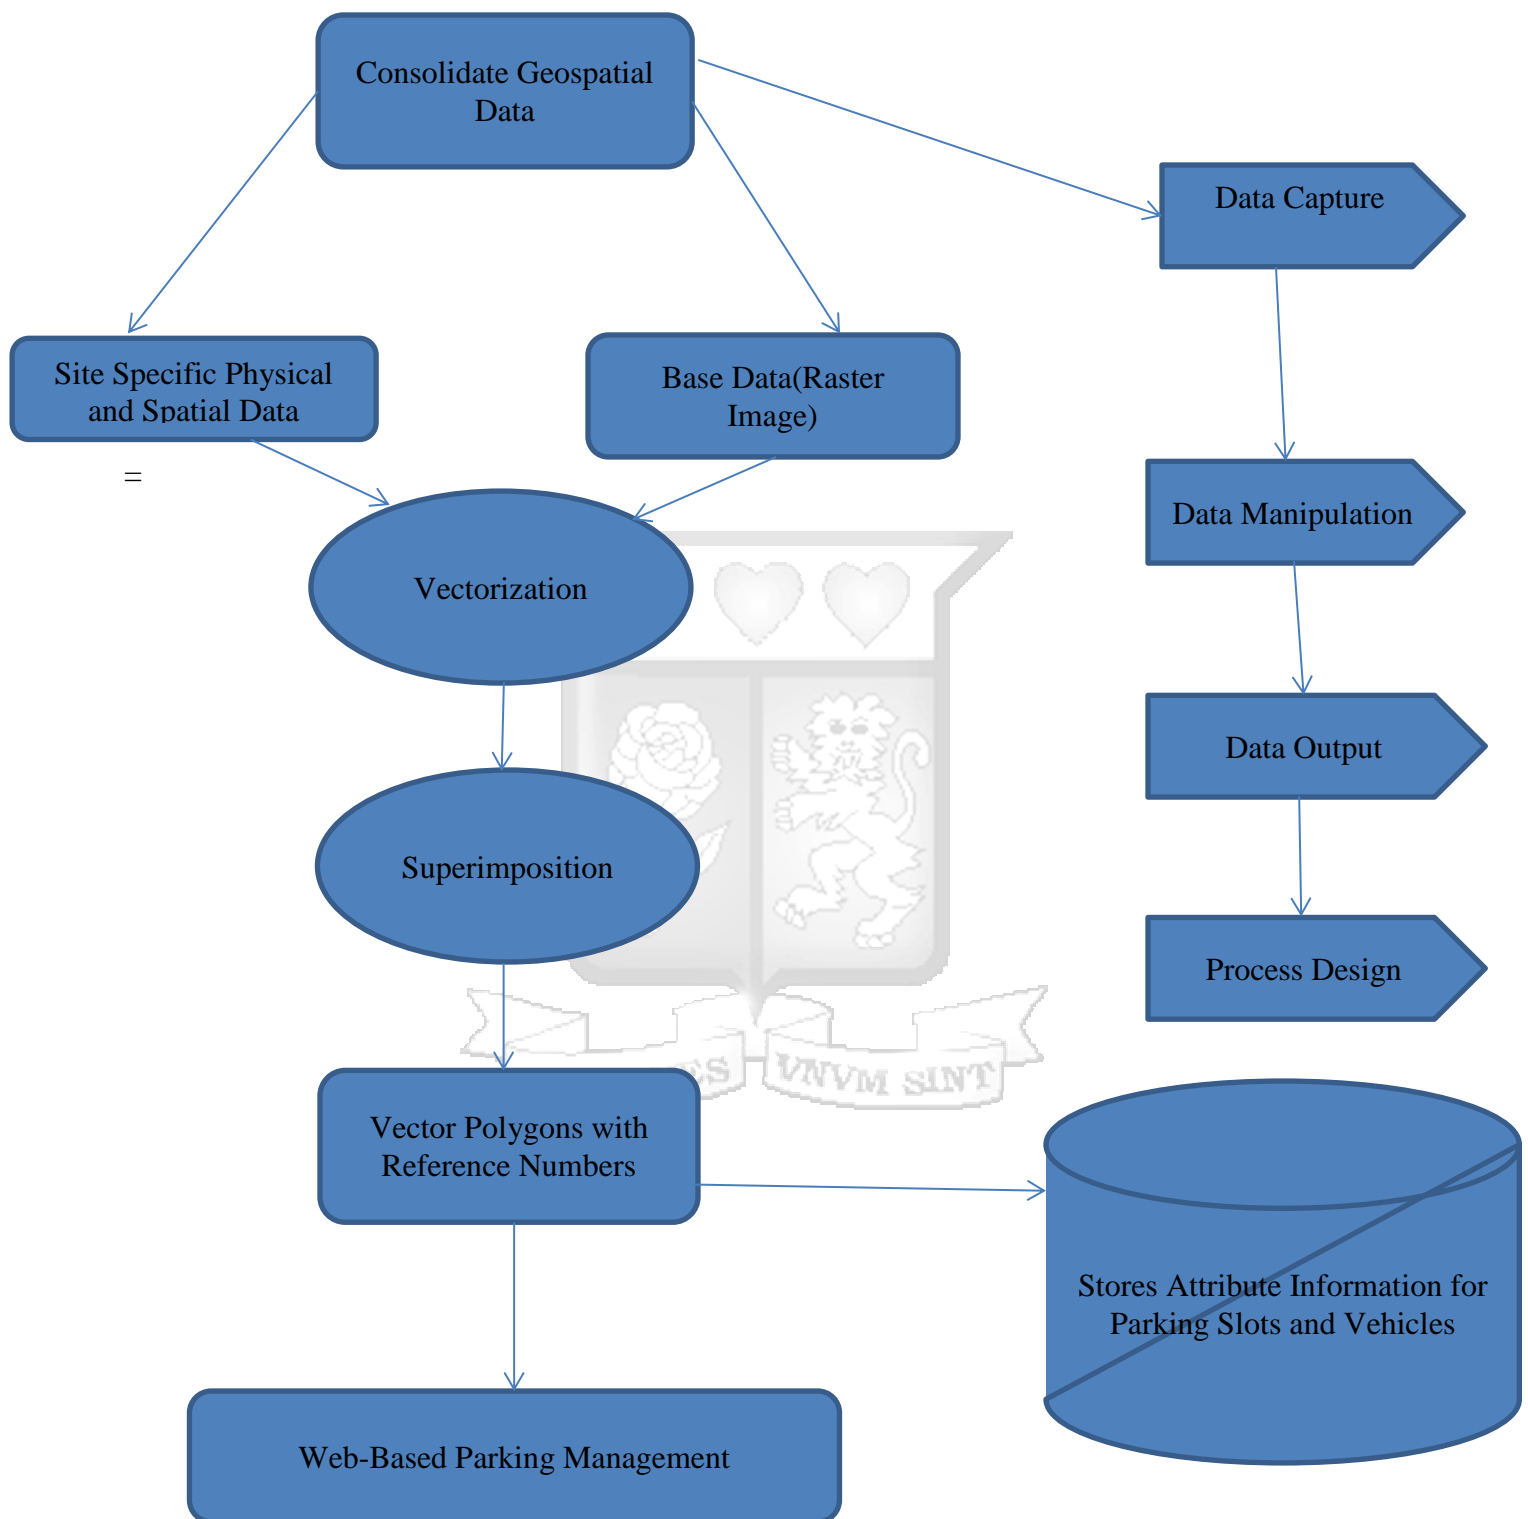 Consolidate Geospatial
Data
Data Capture
Site Specific Physical
and Spatial Data
Base Data(Raster
Image)
=
Data Manipulation
Vectorization
Data Output
Superimposition
Process Design
VNVM SINT
Vector Polygons with
Reference Numbers
Stores Attribute Information for
Parking Slots and Vehicles
Web-Based Parking Management